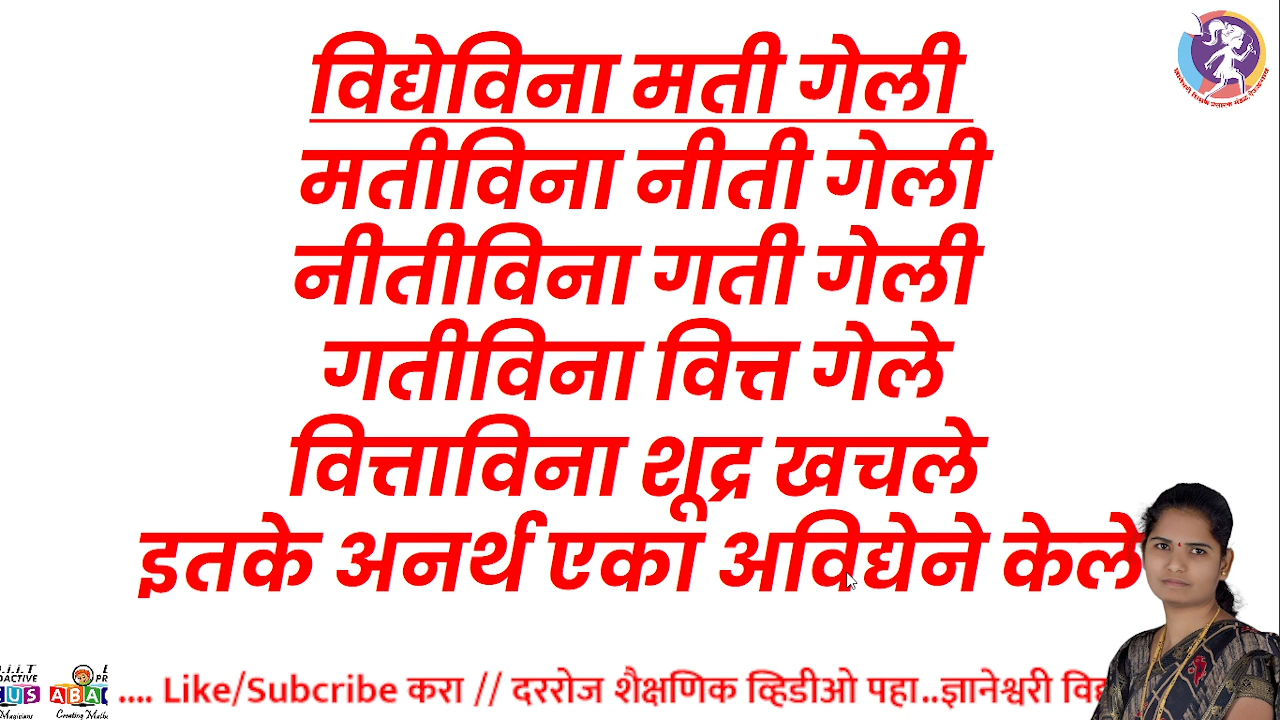 विद्येविना मती गेली
मतीविना नीती गेली
नीतीविना गती गेली
गतीविना वित्त गेले
वित्ताविना शूद्र खचले
इतके अनर्थ एका अविद्येने केले
.... Like/Subcribe करा // दररोज शैक्षणिक व्हिडीओ पहा..ज्ञानेश्वरी